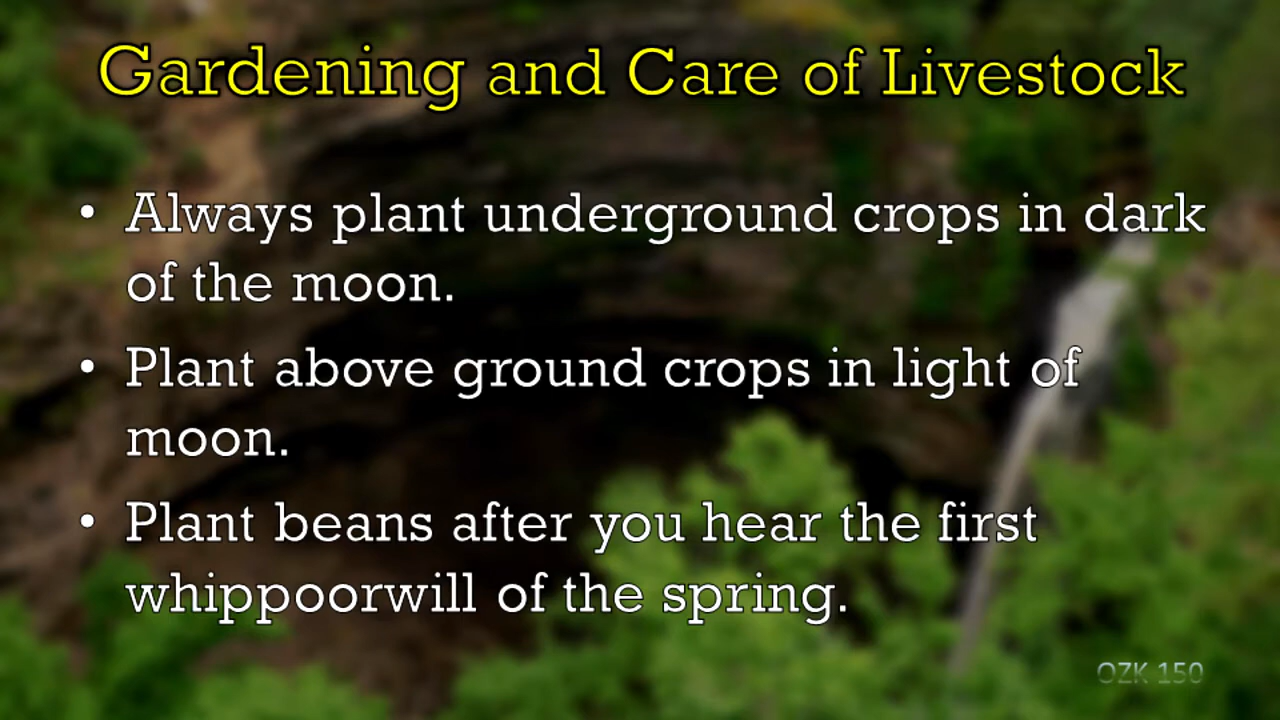 Gardening and Care of Livestock
• Always plant underground crops in dark
of the moon.
• Plant above ground crops in light of
moon.
• Plant beans after you hear the first
whippoorwill of the spring.
OZK 150